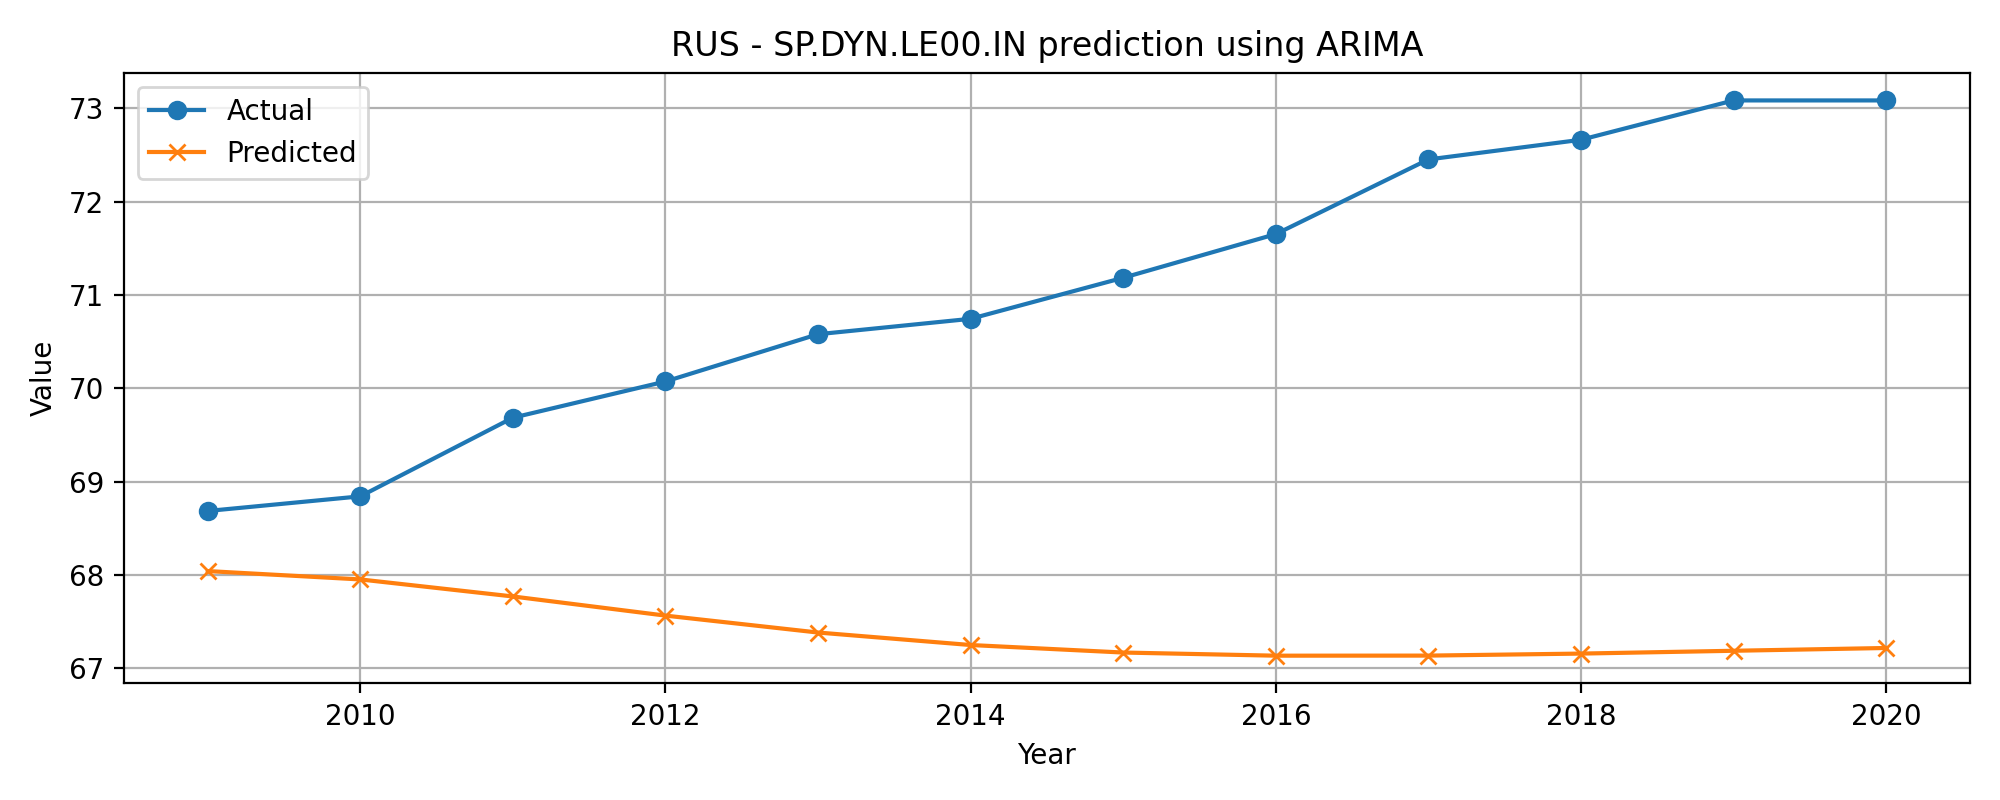 RUS - SP.DYN.LE00.IN prediction using ARIMA
Actual
Predicted
73
72
71
70
69
68
67
Value
2010 2012 2014 2016 2018 2020
Year